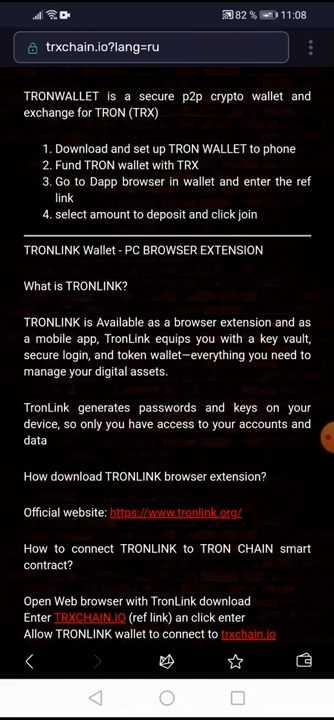 82 % 11:08
trxchain.io?lang=ru
TRONWALLET is a secure p2p crypto wallet and
exchange for TRON (TRX)
1. Download and set up TRON WALLET to phone
2. Fund TRON wallet with TRX
3. Go to Dapp browser in wallet and enter the ref
link
4. select amount to deposit and click join
TRONLINK Wallet - PC BROWSER EXTENSION
What is TRONLINK?
TRONLINK is Available as a browser extension and as
a mobile app, TronLink equips you with a key vault,
secure login, and token wallet—everything you need to
manage your digital assets.
TronLink generates passwords and keys on your
device, so only you have access to your accounts and
data
How download TRONLINK browser extension?
Official website: https://www.tronlink.org/
How to connect TRONLINK to TRON CHAIN smart
contract?
Open Web browser with TronLink download
Enter TRXCHAIN.IO (ref link) an click enter
Allow TRONLINK wallet to connect to trxchain.io